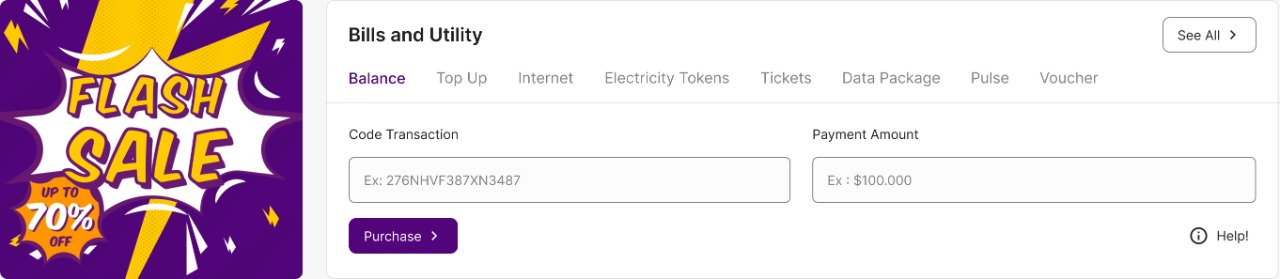 FLASH
SALE
UP TO
70%
OFF
Bills and Utility
See All
Balance Top Up Internet Electricity Tokens Tickets Data Package Pulse Voucher
Code Transaction Payment Amount
Ex: 276NHVF387XN3487 Ex : $100.000
Purchase Help!